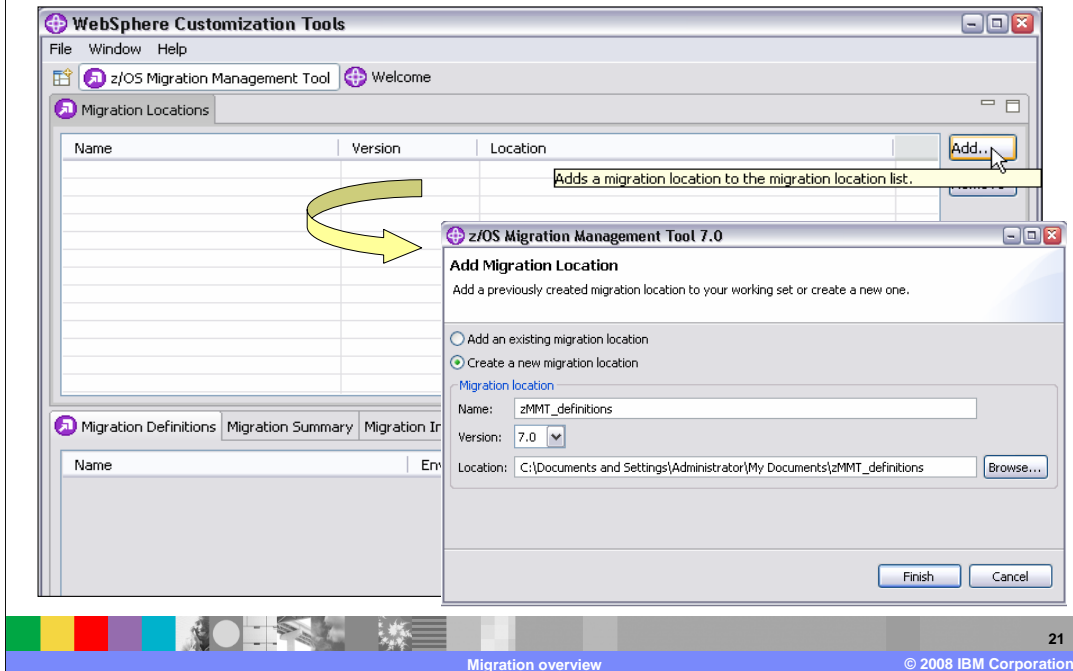 WebSphere Customization Tools
File Window Help
z/OS Migration Management Tool Welcome
Migration Locations
Name Version Location Add...
Adds a migration location to the migration location list.
z/OS Migration Management Tool 7.0
Add Migration Location
Add a previously created migration location to your working set or create a new one.
Add an existing migration location
Create a new migration location
Migration location
Name: zMMT_definitions
Version: 7.0
Location: C:\Documents and Settings\Administrator\My Documents\zMMT_definitions Browse...
Finish Cancel
Migration Definitions Migration Summary Migration In
Name
21
Migration overview © 2008 IBM Corporation